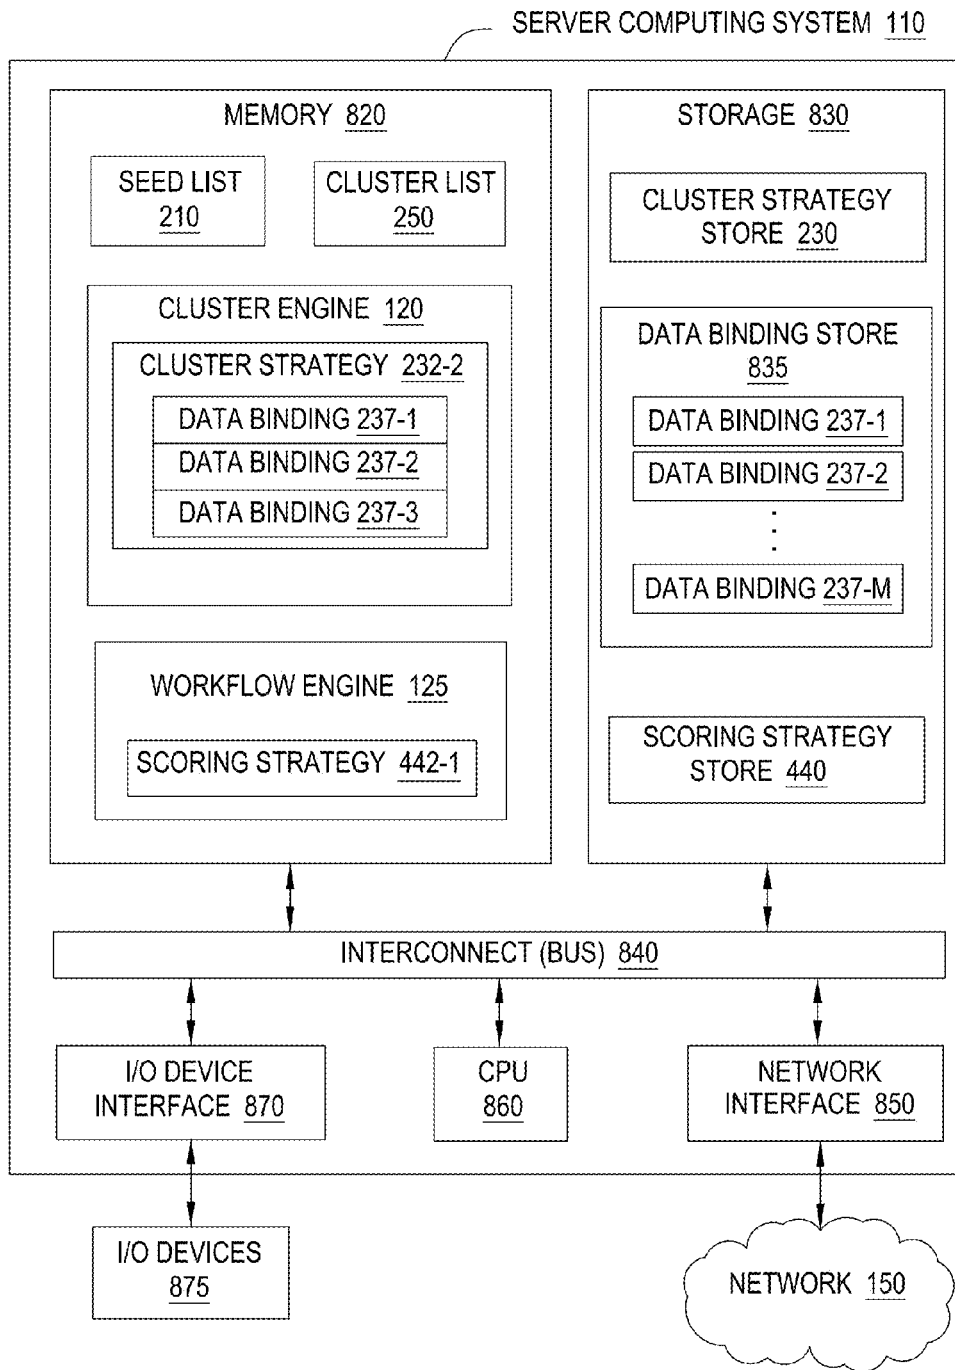 SERVER COMPUTING SYSTEM 110
MEMORY 820
SEED LIST
210
CLUSTER LIST
250
CLUSTER ENGINE 120
CLUSTER STRATEGY 232-2
DATA BINDING 237-1
DATA BINDING 237-2
DATA BINDING 237-3
WORKFLOW ENGINE 125
SCORING STRATEGY 442-1
STORAGE 830
CLUSTER STRATEGY
STORE 230
DATA BINDING STORE
835
DATA BINDING 237-1
DATA BINDING 237-2
DATA BINDING 237-M
SCORING STRATEGY
STORE 440
INTERCONNECT (BUS) 840
I/O DEVICE
INTERFACE 870
CPU
860
NETWORK
INTERFACE 850
I/O DEVICES
875
NETWORK 150